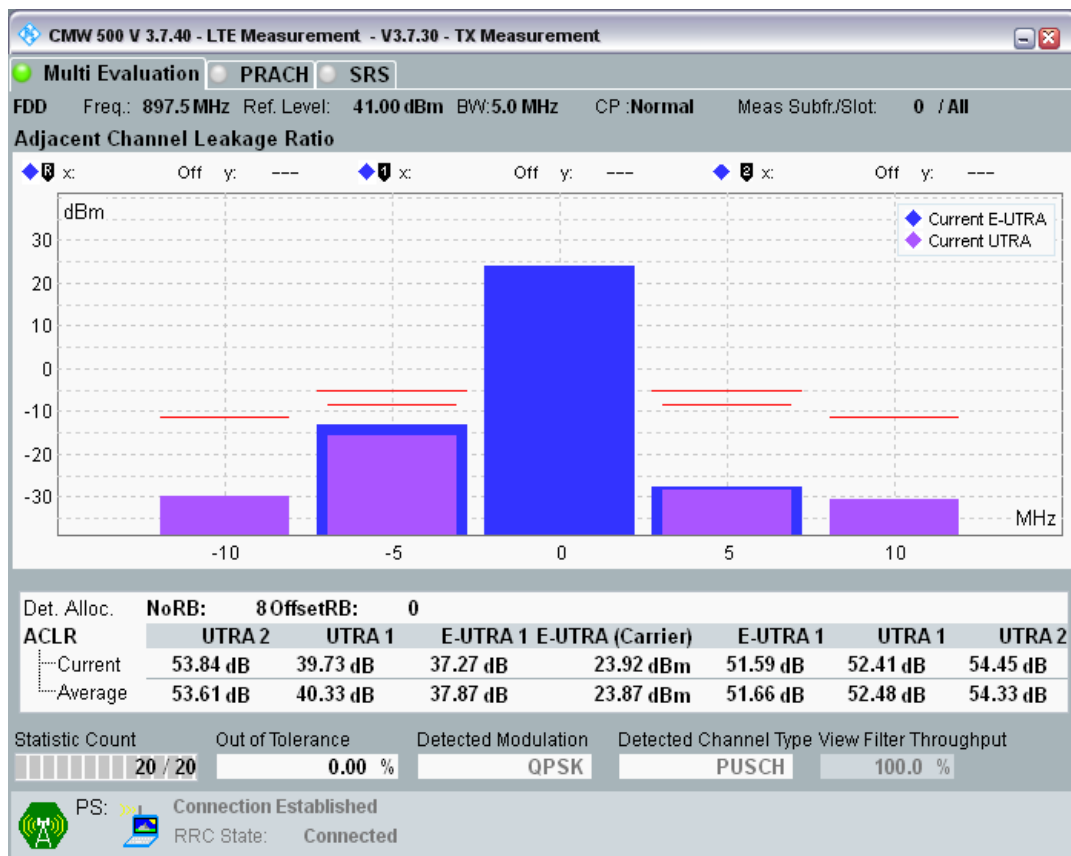 CMW 500 V 3.7.40 - LTE Measurement - V3.7.30 - TX Measurement
Multi Evaluation PRACH SRS
FDD Freq.: 897.5 MHz Ref. Level: 41.00 dBm BW:5.0 MHz CP :Normal Meas Subfr./Slot: 0 / All
Adjacent Channel Leakage Ratio
R x: Off y: --- 1 x: Off y: --- 2 x: Off y: ---
dBm
Current E-UTRA
Current UTRA
30
20
10
0
-10
-20
-30
MHz
-10 -5 0 5 10
Det. Alloc. NoRB: 8 OffsetRB: 0
ACLR UTRA 2 UTRA 1 E-UTRA 1 E-UTRA (Carrier) E-UTRA 1 UTRA 1 UTRA 2
Current 53.84 dB 39.73 dB 37.27 dB 23.92 dBm 51.59 dB 52.41 dB 54.45 dB
Average 53.61 dB 40.33 dB 37.87 dB 23.87 dBm 51.66 dB 52.48 dB 54.33 dB
Statistic Count Out of Tolerance Detected Modulation Detected Channel Type View Filter Throughput
20 / 20 0.00 % QPSK PUSCH 100.0 %
PS: Connection Established
RRC State: Connected